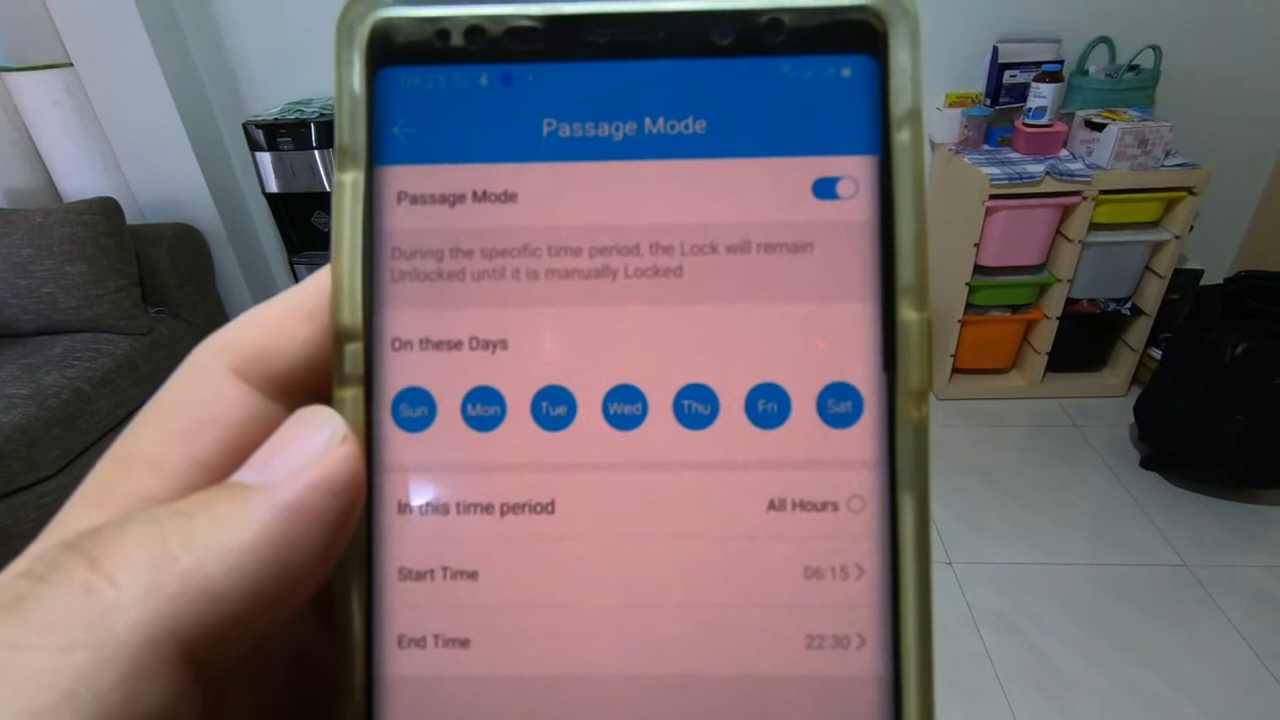 Passage Mode
Passage Mode
During the specific time period, the Lock will remain
Unlocked until it is manually Locked
On these Days
Sun Mon Tue Wed Thu Fri Sat
In this time period All Hours
Start Time 06:15
End Time 22:30